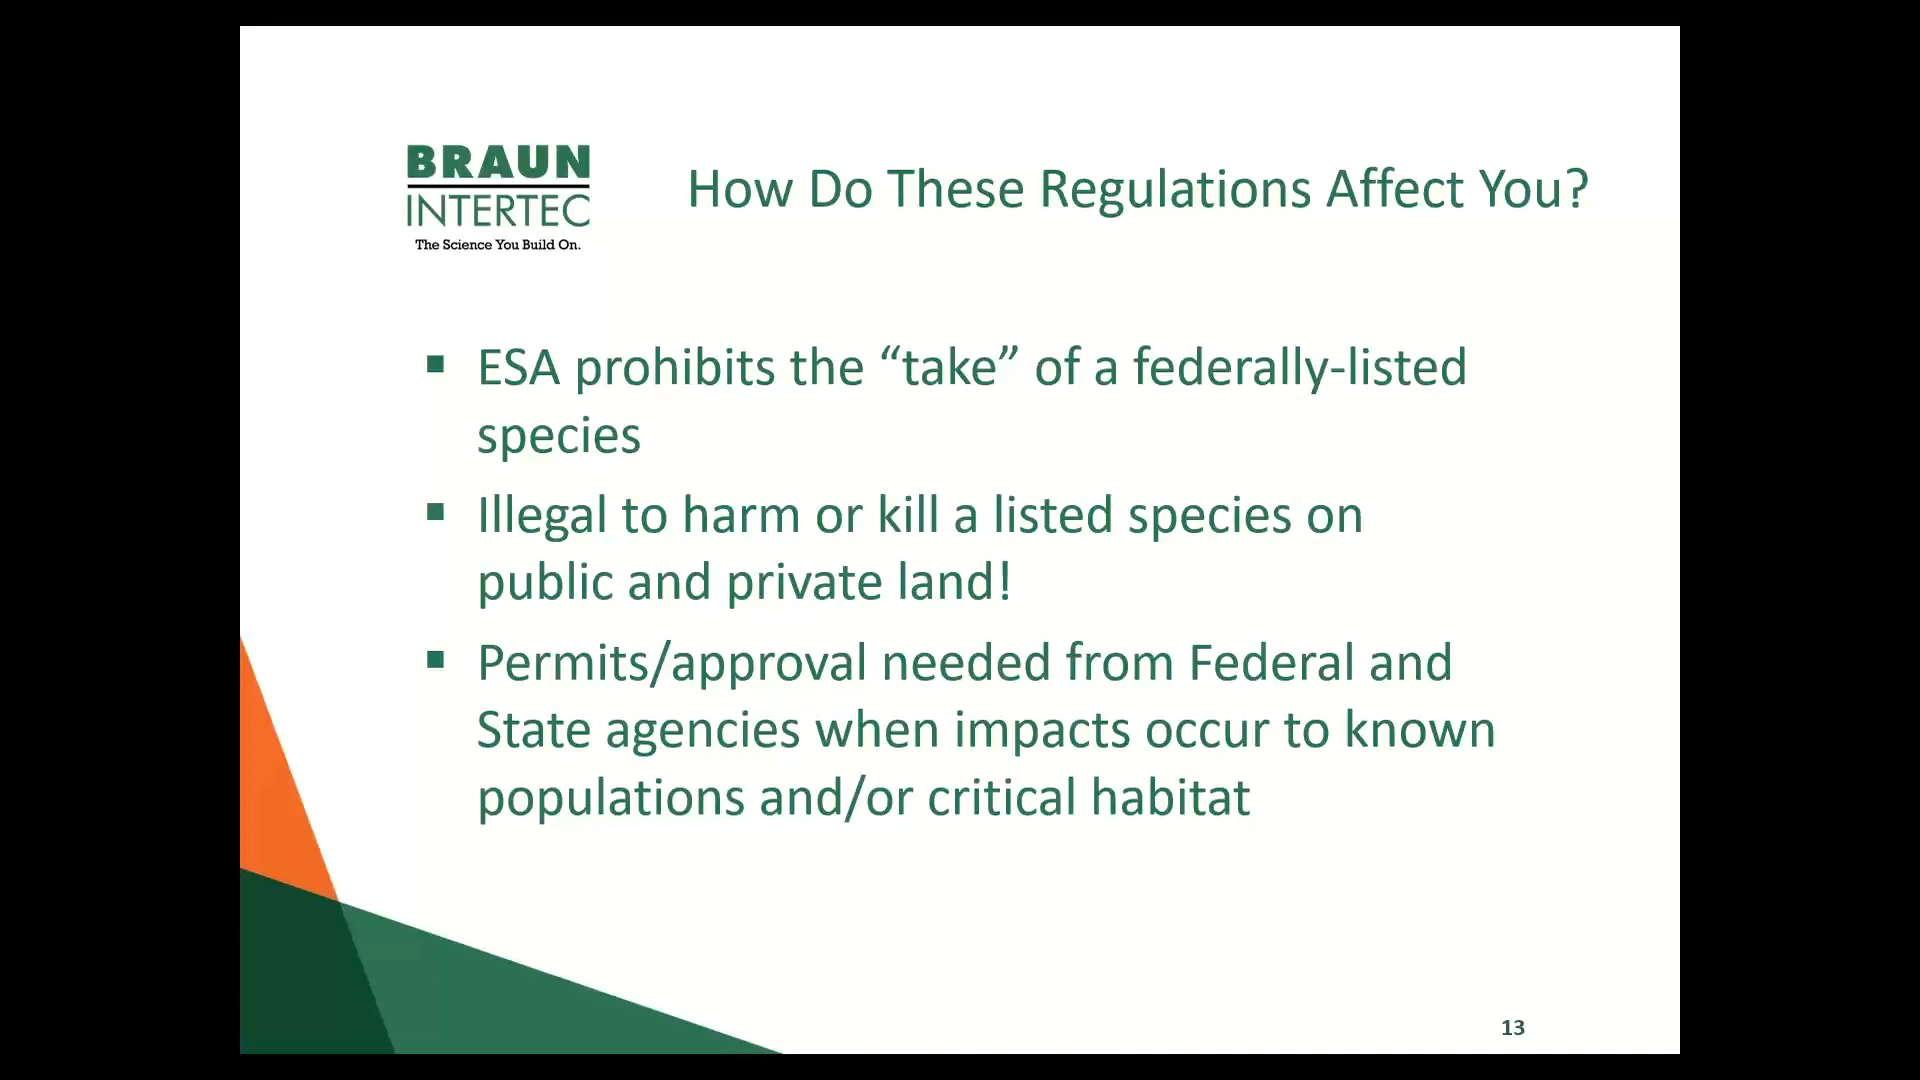 BRAUN
INTERTEC
The Science You Build On.
How Do These Regulations Affect You?
▪ ESA prohibits the “take” of a federally-listed
species
▪ Illegal to harm or kill a listed species on
public and private land!
▪ Permits/approval needed from Federal and
State agencies when impacts occur to known
populations and/or critical habitat
13